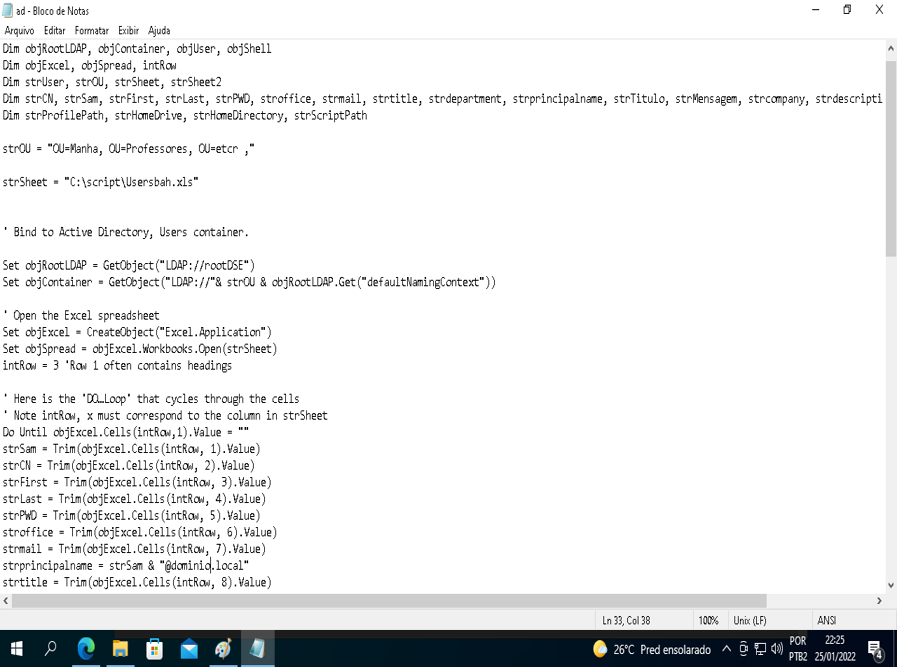 ad - Bloco de Notas
Arquivo Editar Formatar Exibir Ajuda
Dim objRootLDAP, objContainer, objUser, objShell
Dim objExcel, objSpread, intRow
Dim strUser, strOU, strSheet, strSheet2
Dim strCN, strSam, strFirst, strLast, strPWD, stroffice, strmail, strtitle, strdepartment, strprincipalname, strTitulo, strMensagem, strcompany, strdescripti
Dim strProfilePath, strHomeDrive, strHomeDirectory, strScriptPath
strOU = "OU=Manha, OU=Professores, OU=etcr ,"
strSheet = "C:\script\Usersbah.xls"
' Bind to Active Directory, Users container.
Set objRootLDAP = GetObject("LDAP://rootDSE")
Set objContainer = GetObject("LDAP://"& strOU & objRootLDAP.Get("defaultNamingContext"))
' Open the Excel spreadsheet
Set objExcel = CreateObject("Excel.Application")
Set objSpread = objExcel.Workbooks.Open(strSheet)
intRow = 3 'Row 1 often contains headings
' Here is the 'DO…Loop' that cycles through the cells
' Note intRow, x must correspond to the column in strSheet
Do Until objExcel.Cells(intRow,1).Value = ""
strSam = Trim(objExcel.Cells(intRow, 1).Value)
strCN = Trim(objExcel.Cells(intRow, 2).Value)
strFirst = Trim(objExcel.Cells(intRow, 3).Value)
strLast = Trim(objExcel.Cells(intRow, 4).Value)
strPWD = Trim(objExcel.Cells(intRow, 5).Value)
stroffice = Trim(objExcel.Cells(intRow, 6).Value)
strmail = Trim(objExcel.Cells(intRow, 7).Value)
strprincipalname = strSam & "@dominio.local"
strtitle = Trim(objExcel.Cells(intRow, 8).Value)
Ln 33, Col 38 100% Unix (LF) ANSI
26°C Pred ensolarado POR PTB2 22:25 25/01/2022 4